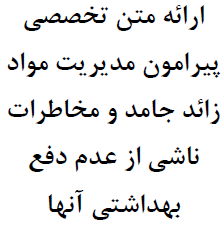 ارائه متن تخصصی
پیرامون مدیریت مواد
زائد جامد و مخاطرات
ناشی از عدم دفع
بهداشتی آنها